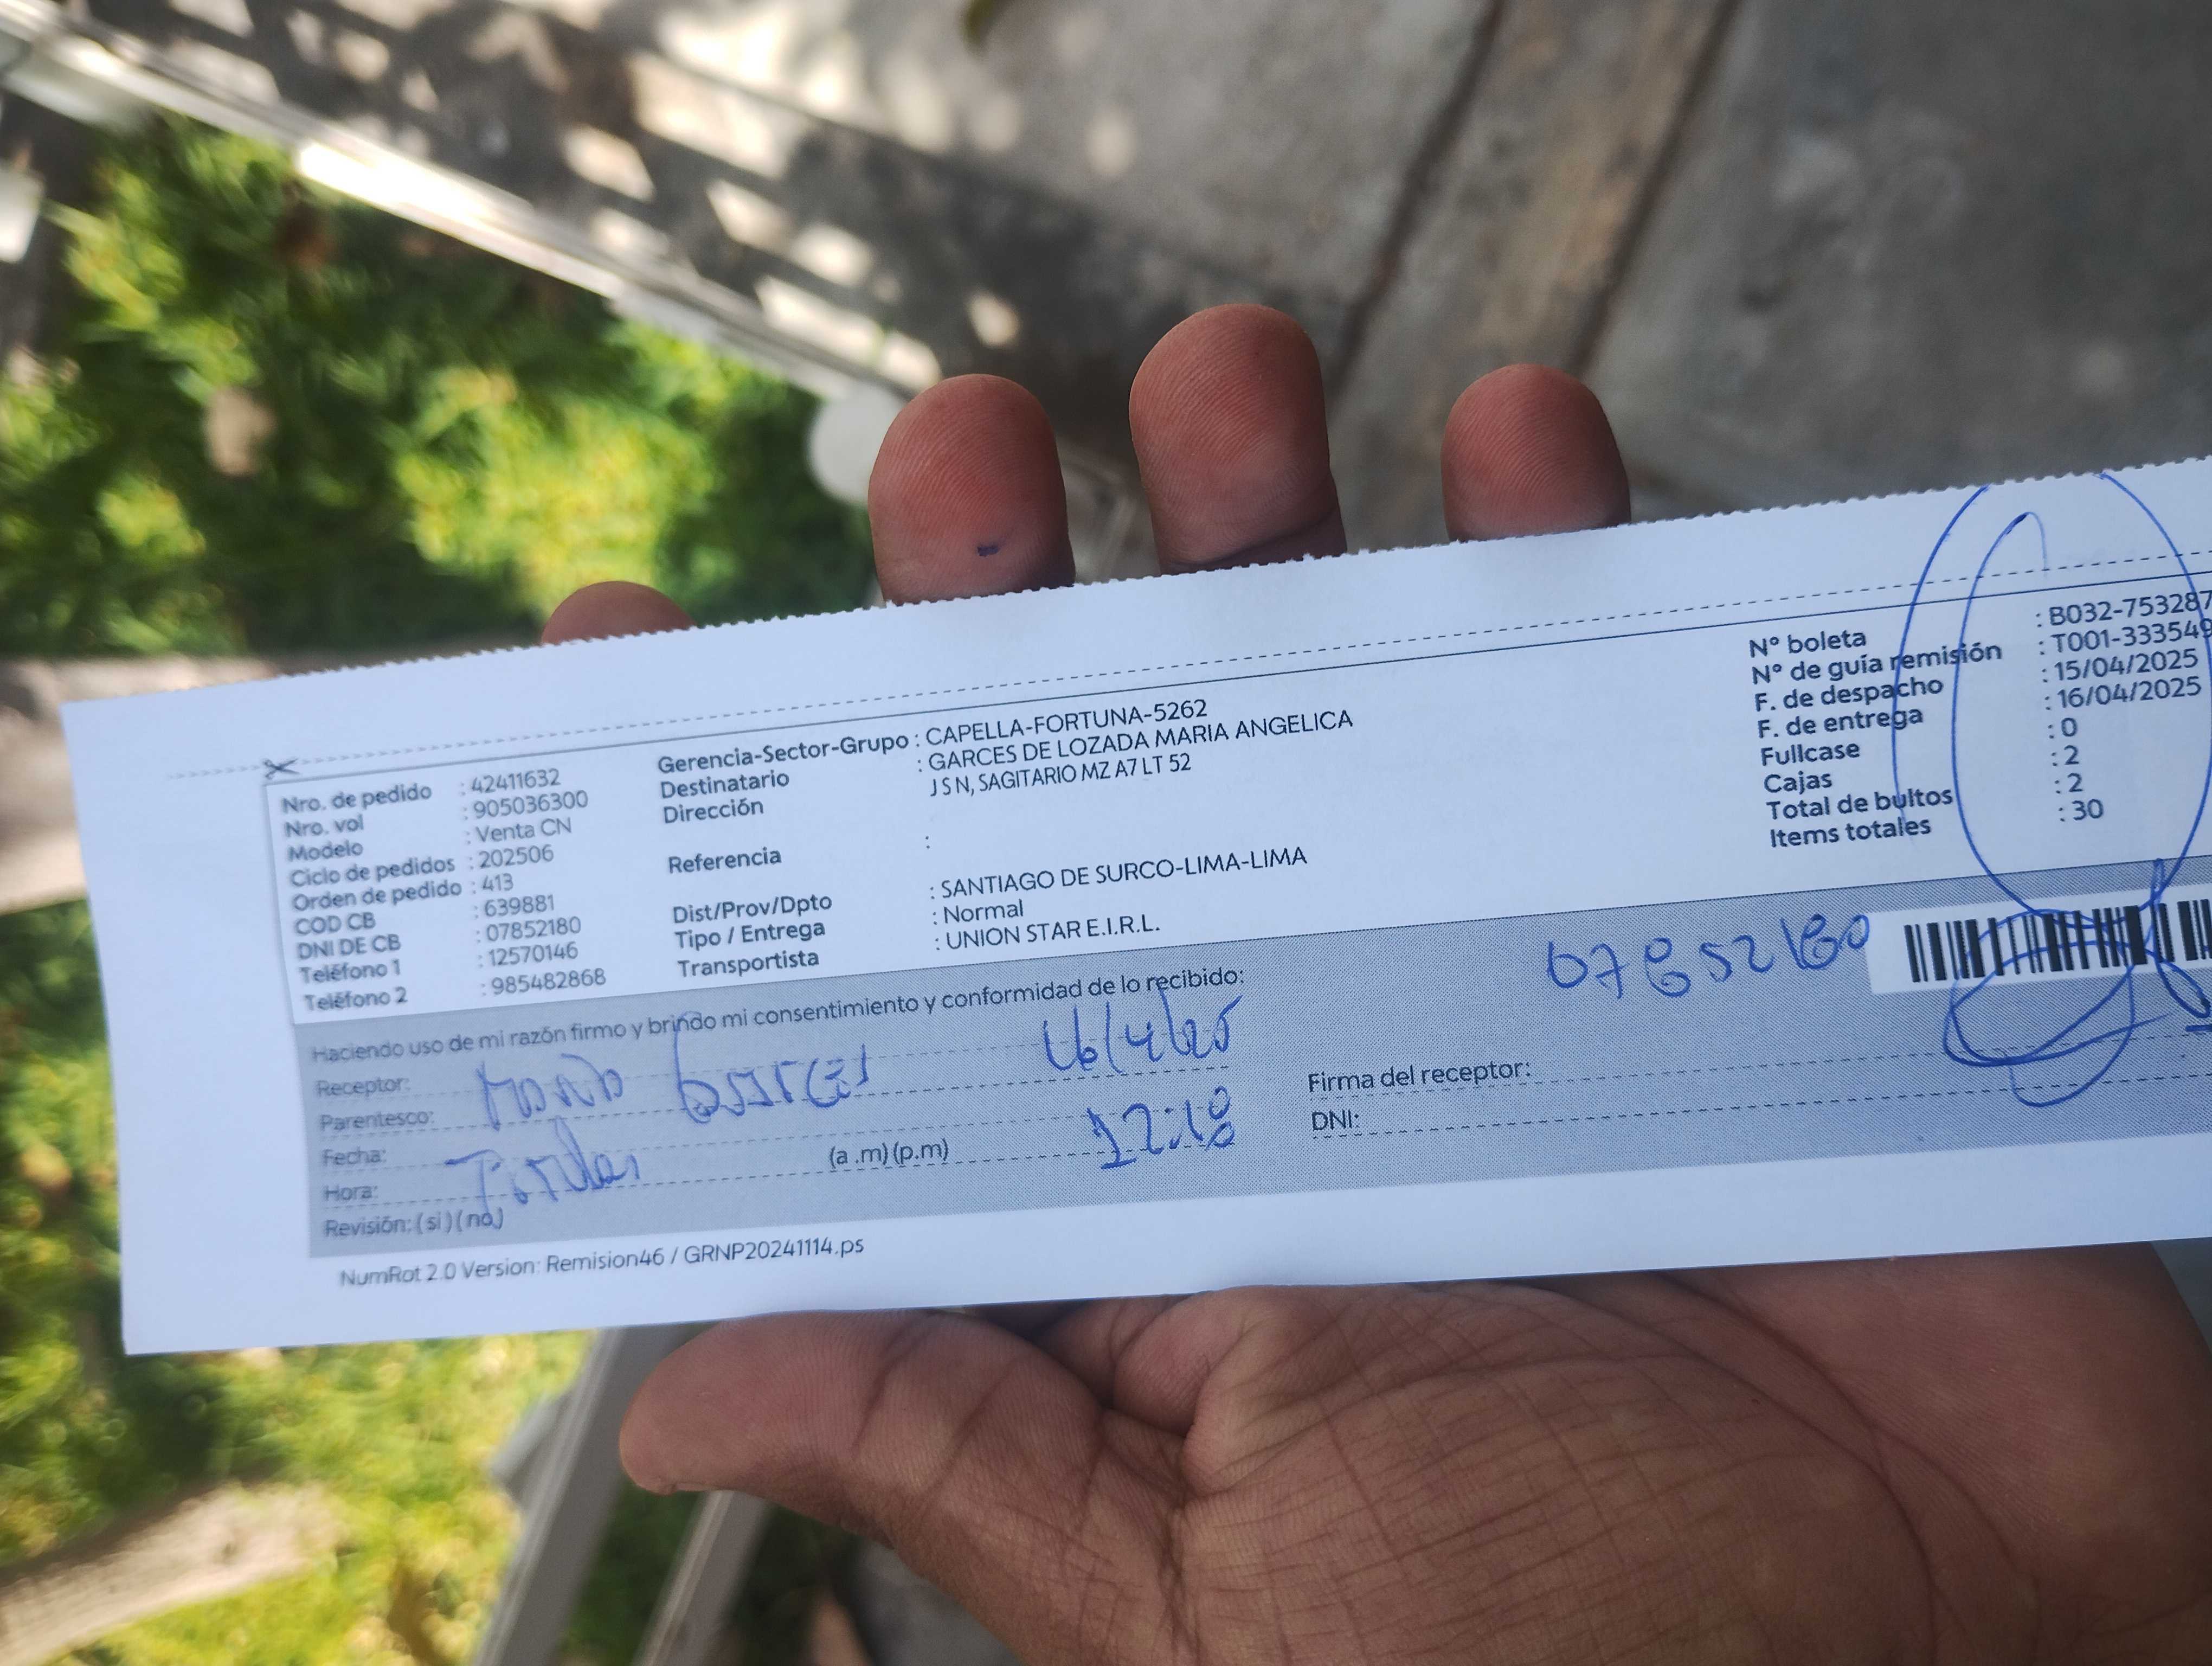 Nro. de pedido : 42411632
Nro. vol : 905036300
Modelo : Venta CN
Ciclo de pedidos : 202506
Orden de pedido : 413
COD CB : 639881
DNI DE CB : 07852180
Teléfono 1 : 12570146
Teléfono 2 : 985482868
Gerencia-Sector-Grupo : CAPELLA-FORTUNA-5262
Destinatario : GARCES DE LOZADA MARIA ANGELICA
Dirección J S N, SAGITARIO MZ A7 LT 52
Referencia :
Dist/Prov/Dpto : SANTIAGO DE SURCO-LIMA-LIMA
Tipo / Entrega : Normal
Transportista : UNION STAR E.I.R.L.
N° boleta : B032-753287
N° de guía remisión : T001-333549
F. de despacho : 15/04/2025
F. de entrega : 16/04/2025
Fullcase : 0
Cajas : 2
Total de bultos : 2
Items totales : 30
Haciendo uso de mi razón firmo y brindo mi consentimiento y conformidad de lo recibido:
07852180
Receptor: Garces 16/4/25
Parentesco:
Fecha:
Hora: (a .m) (p.m) 12:18
Revisión: ( si ) ( no )
Firma del receptor:
DNI:
NumRot 2.0 Version: Remision46 / GRNP20241114.ps